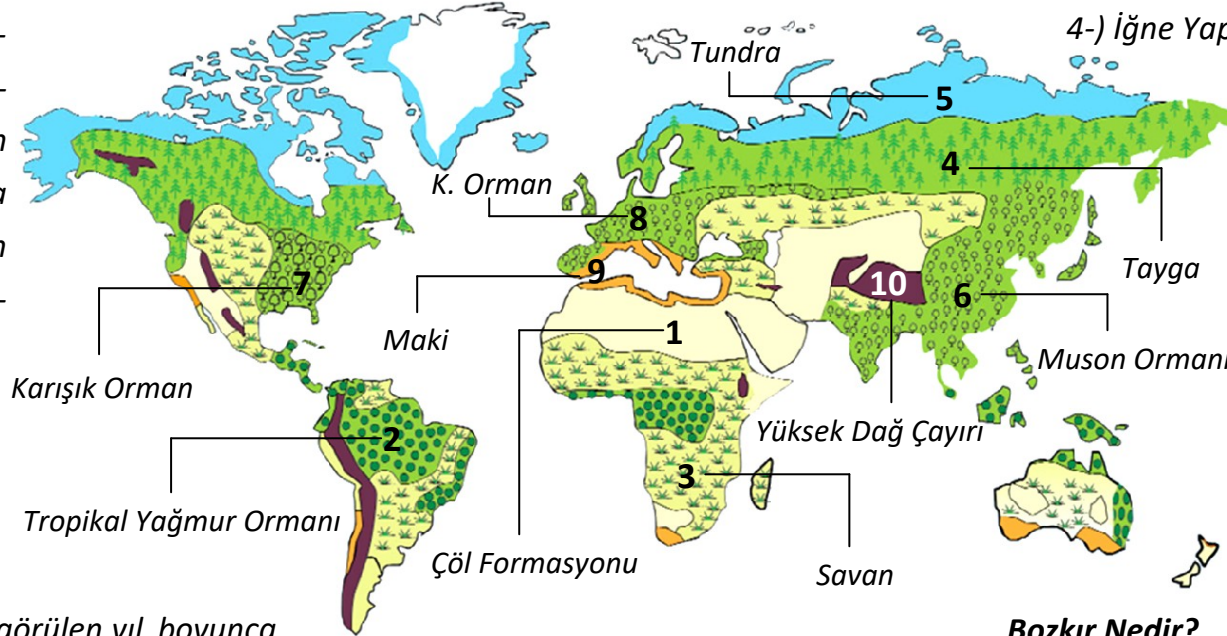 4-) İğne Yap
Tundra
5
4
K. Orman
8
Tayga
9
10
7
6
Maki
1
Muson Ormanı
Karışık Orman
Yüksek Dağ Çayırı
2
3
Tropikal Yağmur Ormanı
Çöl Formasyonu
Savan
görülen yıl boyunca
Bozkır Nedir?